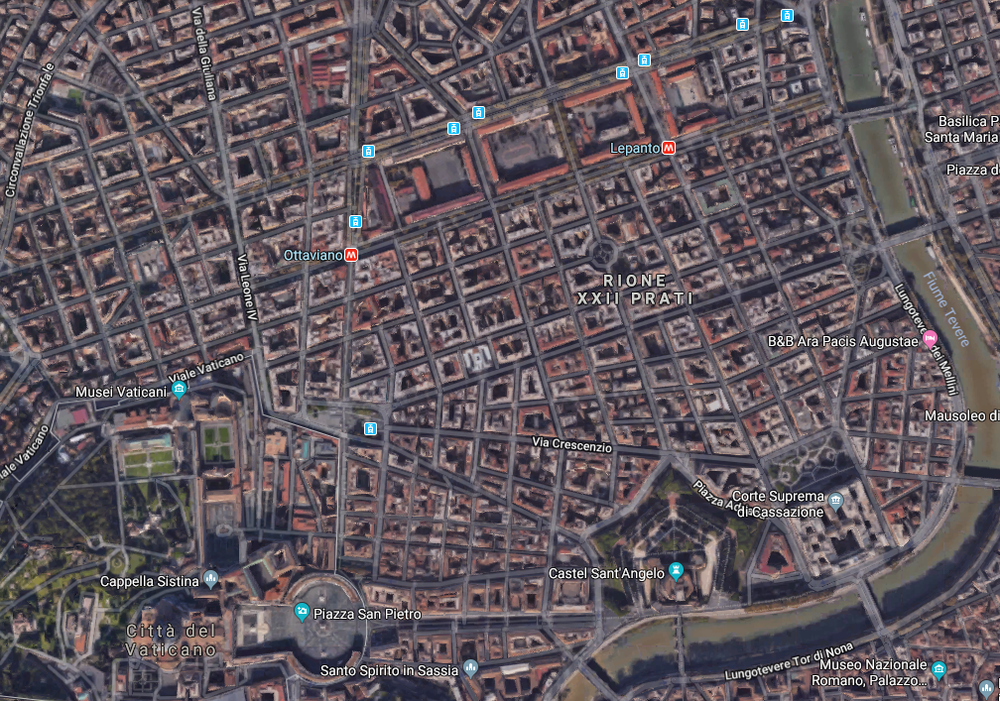 Via della Giuliana
Circonvallazione Trionfale
Basilica P
Santa Maria
Lepanto
Piazza d
Ottaviano
Via Leone IV
RIONE
XXII PRATI
Fiume Tevere
Lungotevere dei Mellini
B&B Ara Pacis Augustae
Viale Vaticano
Musei Vaticani
Mausoleo di
Viale Vaticano
Via Crescenzio
Piazza Ad
Corte Suprema
di Cassazione
Castel Sant'Angelo
Cappella Sistina
Piazza San Pietro
Città del
Vaticano
Lungotevere Tor di Nona
Santo Spirito in Sassia
Museo Nazionale
Romano, Palazzo...